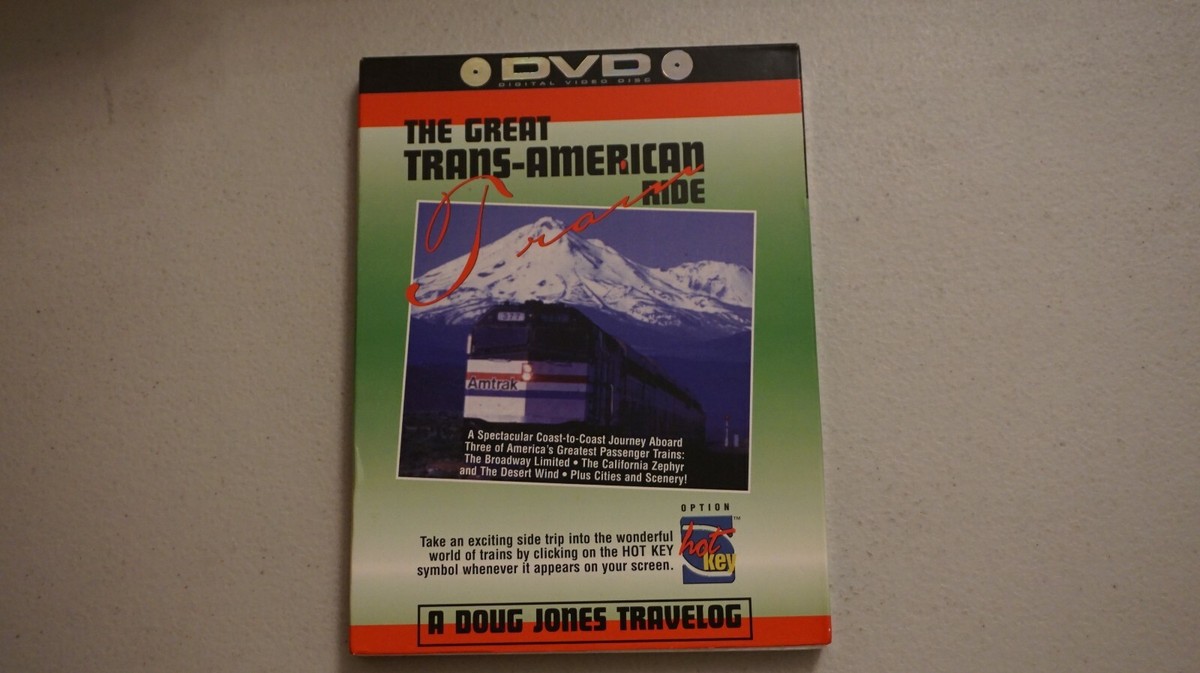 DVD
DIGITAL VIDEO DISC
THE GREAT
TRANS-AMERICAN
Train
RIDE
377
Amtrak
A Spectacular Coast-to-Coast Journey Aboard
Three of America's Greatest Passenger Trains:
The Broadway Limited • The California Zephyr
and The Desert Wind • Plus Cities and Scenery!
OPTION
hot
key
TM
Take an exciting side trip into the wonderful
world of trains by clicking on the HOT KEY
symbol whenever it appears on your screen.
A DOUG JONES TRAVELOG